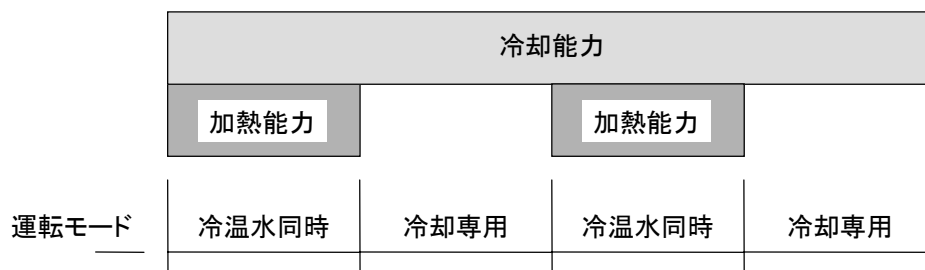 冷却能力
加熱能力 加熱能力
運転モード 冷温水同時 冷却専用 冷温水同時 冷却専用